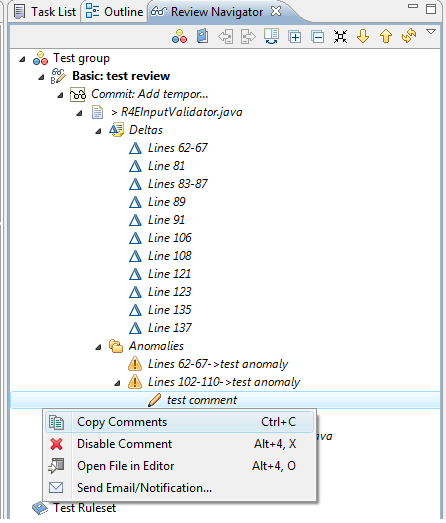 Task List Outline Review Navigator
Test group
Basic: test review
Commit: Add tempor...
> R4EInputValidator.java
Deltas
Lines 62-67
Line 81
Lines 83-87
Line 89
Line 91
Line 106
Line 108
Line 121
Line 123
Line 135
Line 137
Anomalies
Lines 62-67->test anomaly
Lines 102-110->test anomaly
test comment
Copy Comments Ctrl+C
Disable Comment Alt+4, X
Open File in Editor Alt+4, O
Send Email/Notification...
Test Ruleset